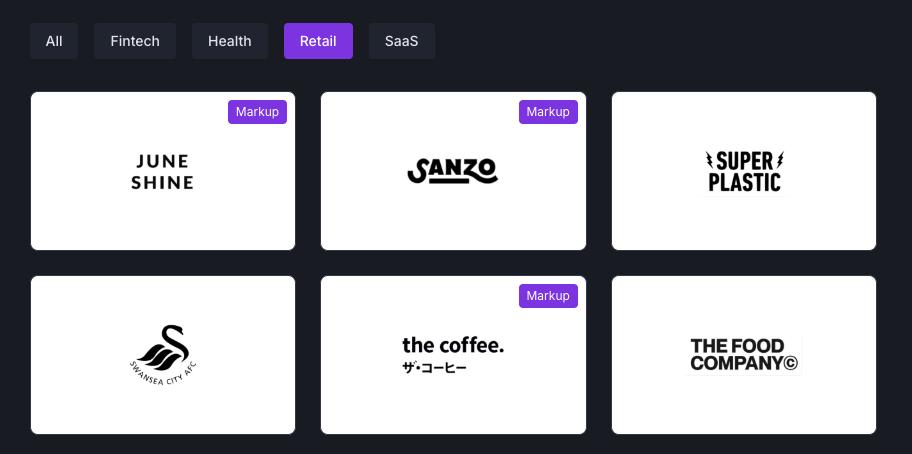 All Fintech Health Retail SaaS
Markup
JUNE
SHINE
Markup
SANZO
SUPER
PLASTIC
SWANSEA CITY AFC
Markup
the coffee.
ザ・コーヒー
THE FOOD
COMPANY©